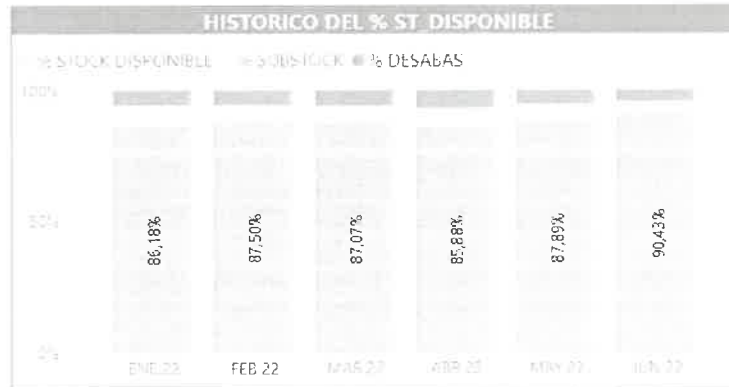 HISTORICO DEL % ST_DISPONIBLE
% STOCK DISPONIBLE % SUBSTOCK % DESABAS
100%
86,18% 87,50% 87,07% 85,88% 87,89% 90,43%
50%
0%
ENE 22 FEB 22 MAR 22 ABR 22 MAY 22 JUN 22